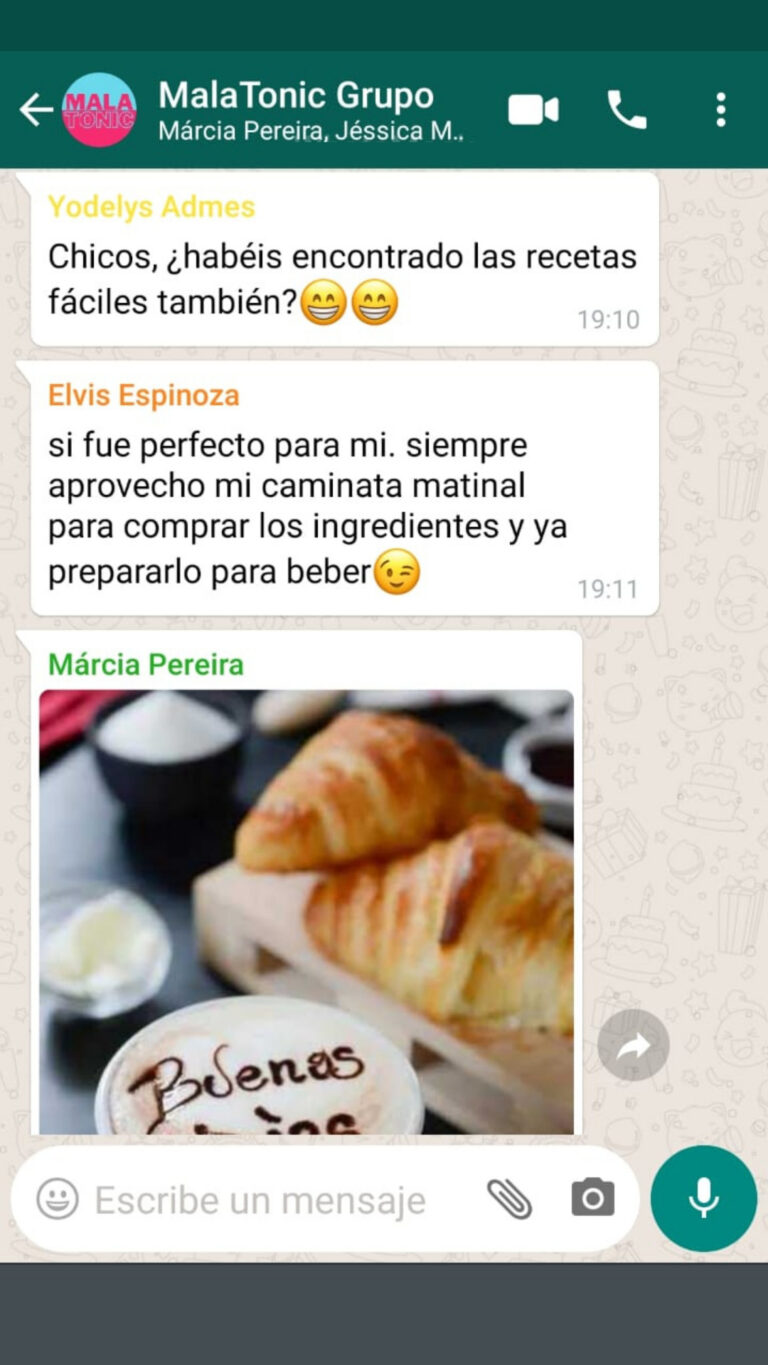 MALA
TONIC
MalaTonic Grupo
Márcia Pereira, Jéssica M..
Yodelys Admes
Chicos, ¿habéis encontrado las recetas
fáciles también?😁😁
19:10
Elvis Espinoza
si fue perfecto para mi. siempre
aprovecho mi caminata matinal
para comprar los ingredientes y ya
prepararlo para beber😉
19:11
Márcia Pereira
Buenas
Escribe un mensaje